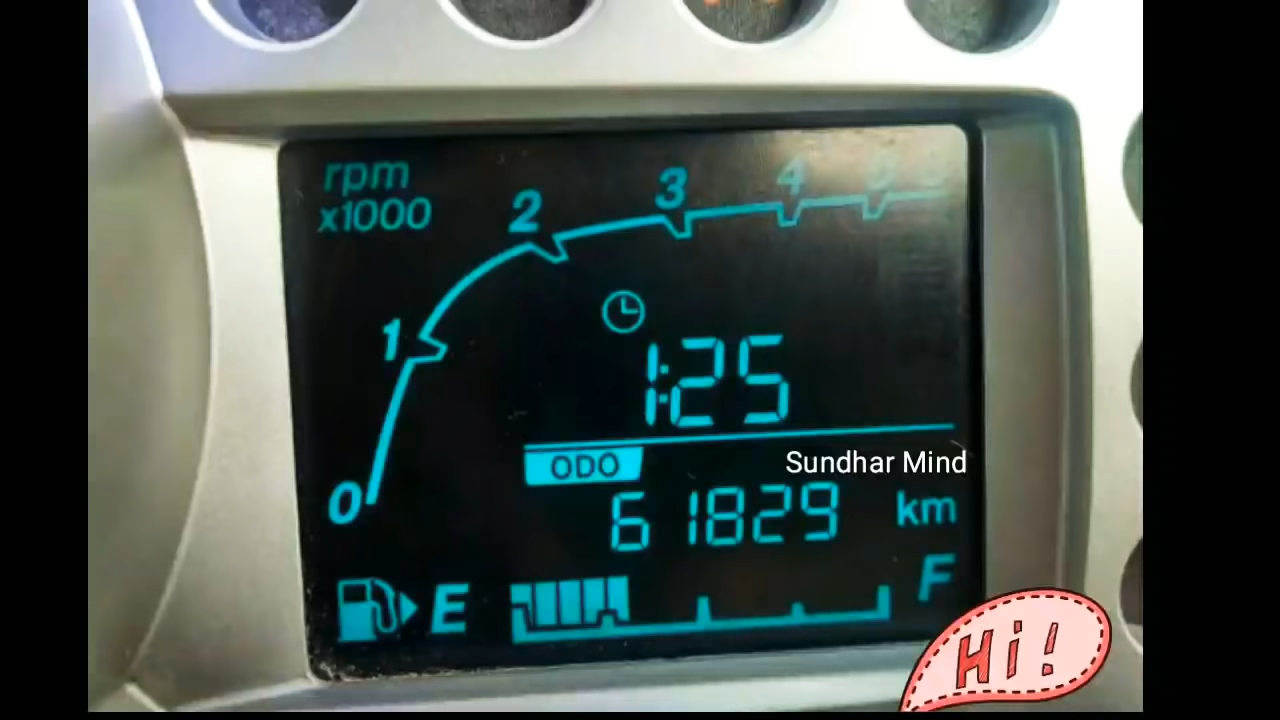 rpm
x1000
0
1
2
3
4
1:25
ODO
Sundhar Mind
61829 km
E
F
Hi!